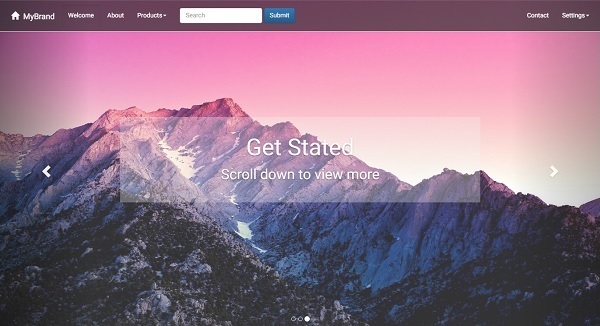 MyBrand Welcome About Products Search Submit Contact Settings
Get Stated
Scroll down to view more